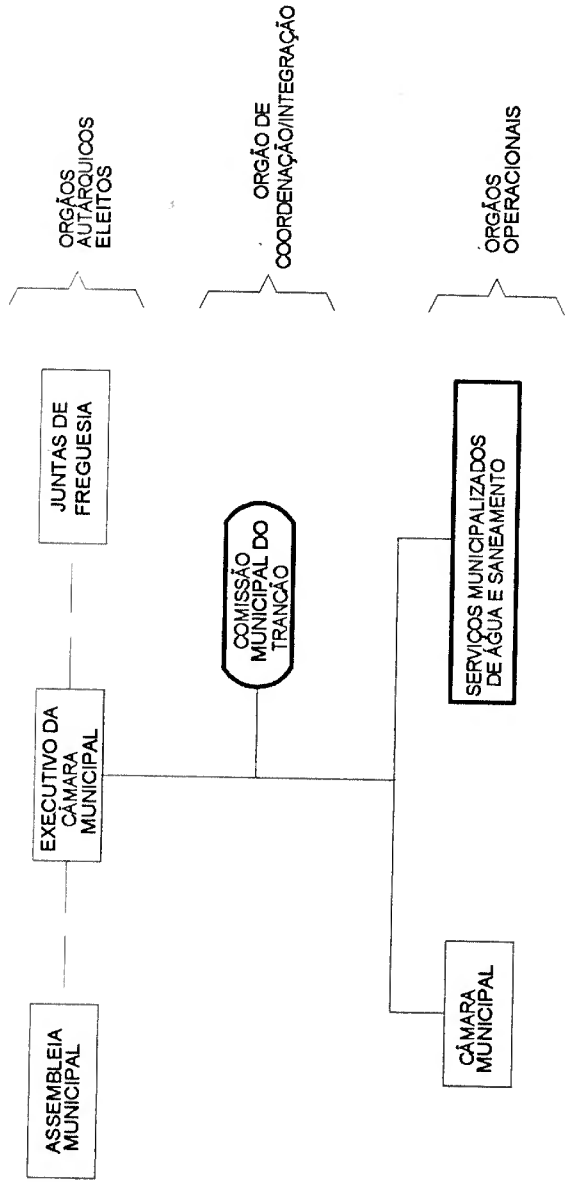 ASSEMBLEIA
MUNICIPAL
EXECUTIVO DA
CÂMARA
MUNICIPAL
JUNTAS DE
FREGUESIA
ORGÃOS
AUTÁRQUICOS
ELEITOS
COMISSÃO
MUNICIPAL DO
TRANCÃO
ORGÃO DE
COORDENAÇÃO/INTEGRAÇÃO
CÂMARA
MUNICIPAL
SERVIÇOS MUNICIPALIZADOS
DE ÁGUA E SANEAMENTO
ORGÃOS
OPERACIONAIS